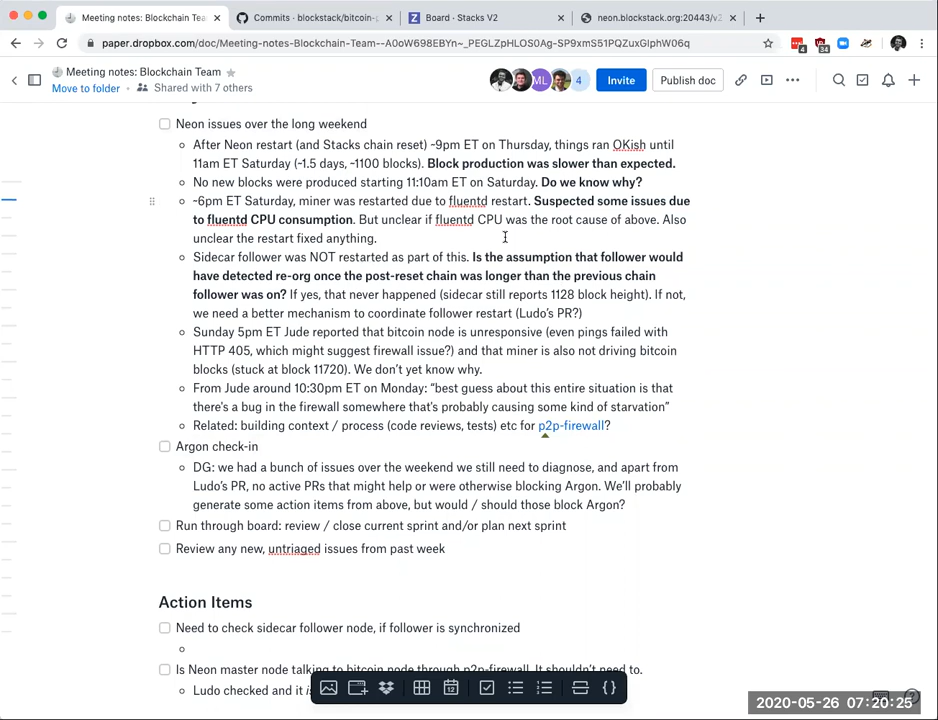 Meeting notes: Blockchain Tea
Commits · blockstack/bitcoin-
Board · Stacks V2
neon.blockstack.org:20443/v2
paper.dropbox.com/doc/Meeting-notes-Blockchain-Team--A0oW698EBYn~_PEGLZpHLOS0Ag-SP9xmS51PQZuxGlphW06q
4
34
Meeting notes: Blockchain Team
Move to folder
Shared with 7 others
ML
4
Invite
Publish doc
Neon issues over the long weekend
After Neon restart (and Stacks chain reset) ~9pm ET on Thursday, things ran OKish until
11am ET Saturday (~1.5 days, ~1100 blocks). Block production was slower than expected.
No new blocks were produced starting 11:10am ET on Saturday. Do we know why?
~6pm ET Saturday, miner was restarted due to fluentd restart. Suspected some issues due
to fluentd CPU consumption. But unclear if fluentd CPU was the root cause of above. Also
unclear the restart fixed anything.
Sidecar follower was NOT restarted as part of this. Is the assumption that follower would
have detected re-org once the post-reset chain was longer than the previous chain
follower was on? If yes, that never happened (sidecar still reports 1128 block height). If not,
we need a better mechanism to coordinate follower restart (Ludo's PR?)
Sunday 5pm ET Jude reported that bitcoin node is unresponsive (even pings failed with
HTTP 405, which might suggest firewall issue?) and that miner is also not driving bitcoin
blocks (stuck at block 11720). We don't yet know why.
From Jude around 10:30pm ET on Monday: "best guess about this entire situation is that
there's a bug in the firewall somewhere that's probably causing some kind of starvation"
Related: building context / process (code reviews, tests) etc for p2p-firewall?
Argon check-in
DG: we had a bunch of issues over the weekend we still need to diagnose, and apart from
Ludo's PR, no active PRs that might help or were otherwise blocking Argon. We'll probably
generate some action items from above, but would / should those block Argon?
Run through board: review / close current sprint and/or plan next sprint
Review any new, untriaged issues from past week
Action Items
Need to check sidecar follower node, if follower is synchronized
Is Neon master node talking to bitcoin node through p2p-firewall. It shouldn't need to.
Ludo checked and it
12
2020-05-26 07:20:25